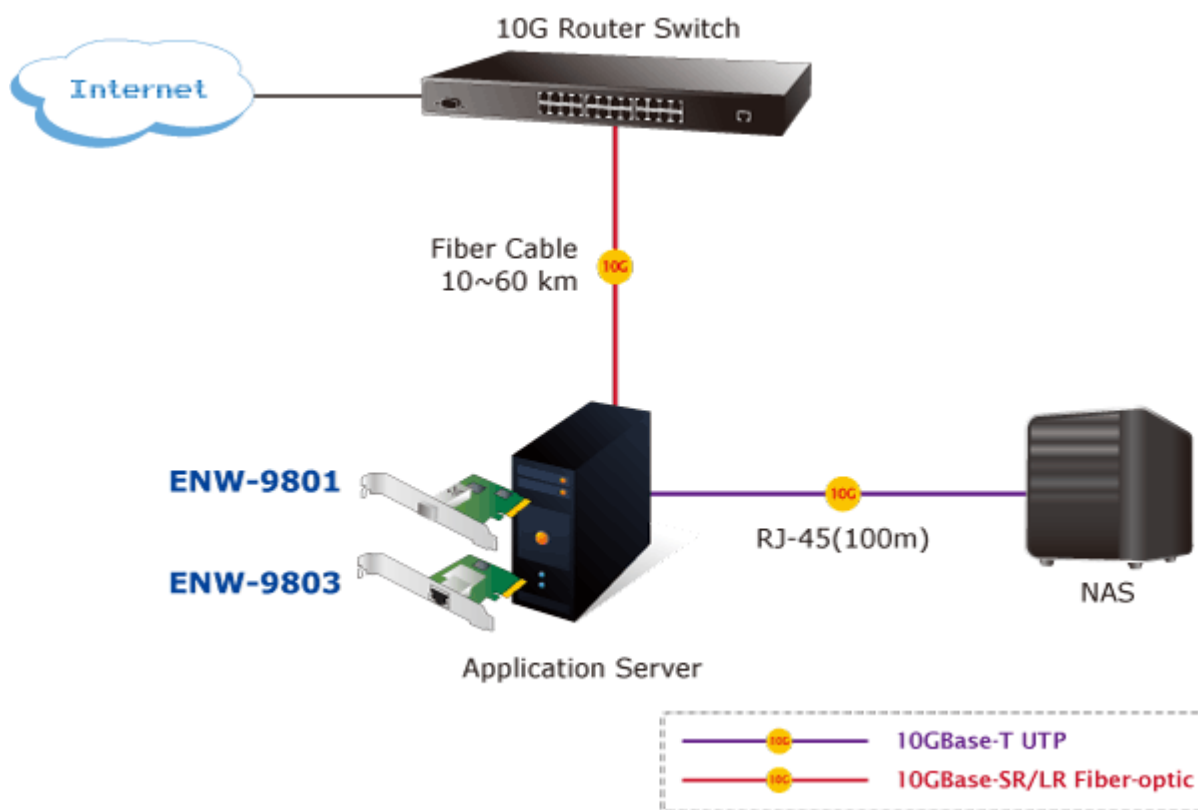 10G Router Switch
Internet
Fiber Cable
10~60 km
10G
ENW-9801
ENW-9803
10G
RJ-45(100m)
NAS
Application Server
10G
10GBase-T UTP
10G
10GBase-SR/LR Fiber-optic